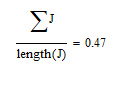 ∑J
length(J) = 0.47